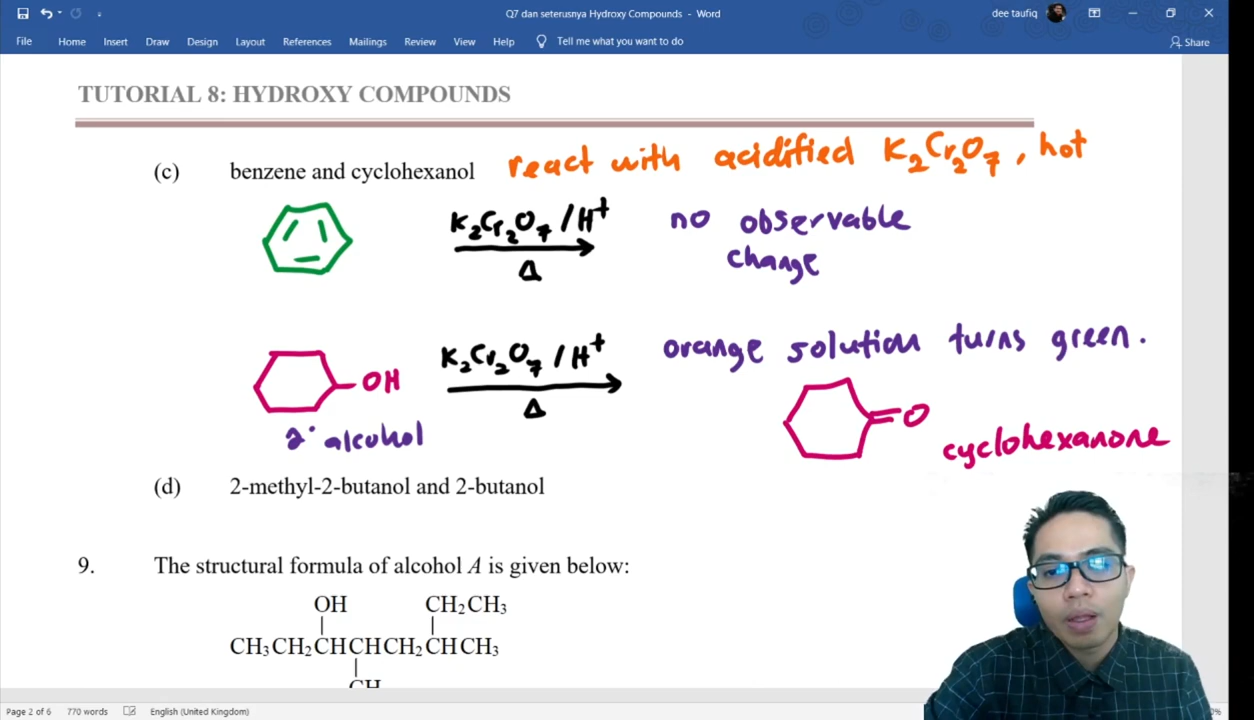 Q7 dan seterusnya Hydroxy Compounds - Word
dee taufiq
File Home Insert Draw Design Layout References Mailings Review View Help Tell me what you want to do Share
TUTORIAL 8: HYDROXY COMPOUNDS
(c) benzene and cyclohexanol react with acidified K₂Cr₂O₇, hot
K₂Cr₂O₇ / H⁺ no observable
Δ change
K₂Cr₂O₇ / H⁺ orange solution turns green.
OH
Δ
O
2° alcohol
cyclohexanone
(d) 2-methyl-2-butanol and 2-butanol
9. The structural formula of alcohol A is given below:
OH CH₂CH₃
CH₃CH₂CHCHCH₂CHCH₃
CH
Page 2 of 6 770 words English (United Kingdom)